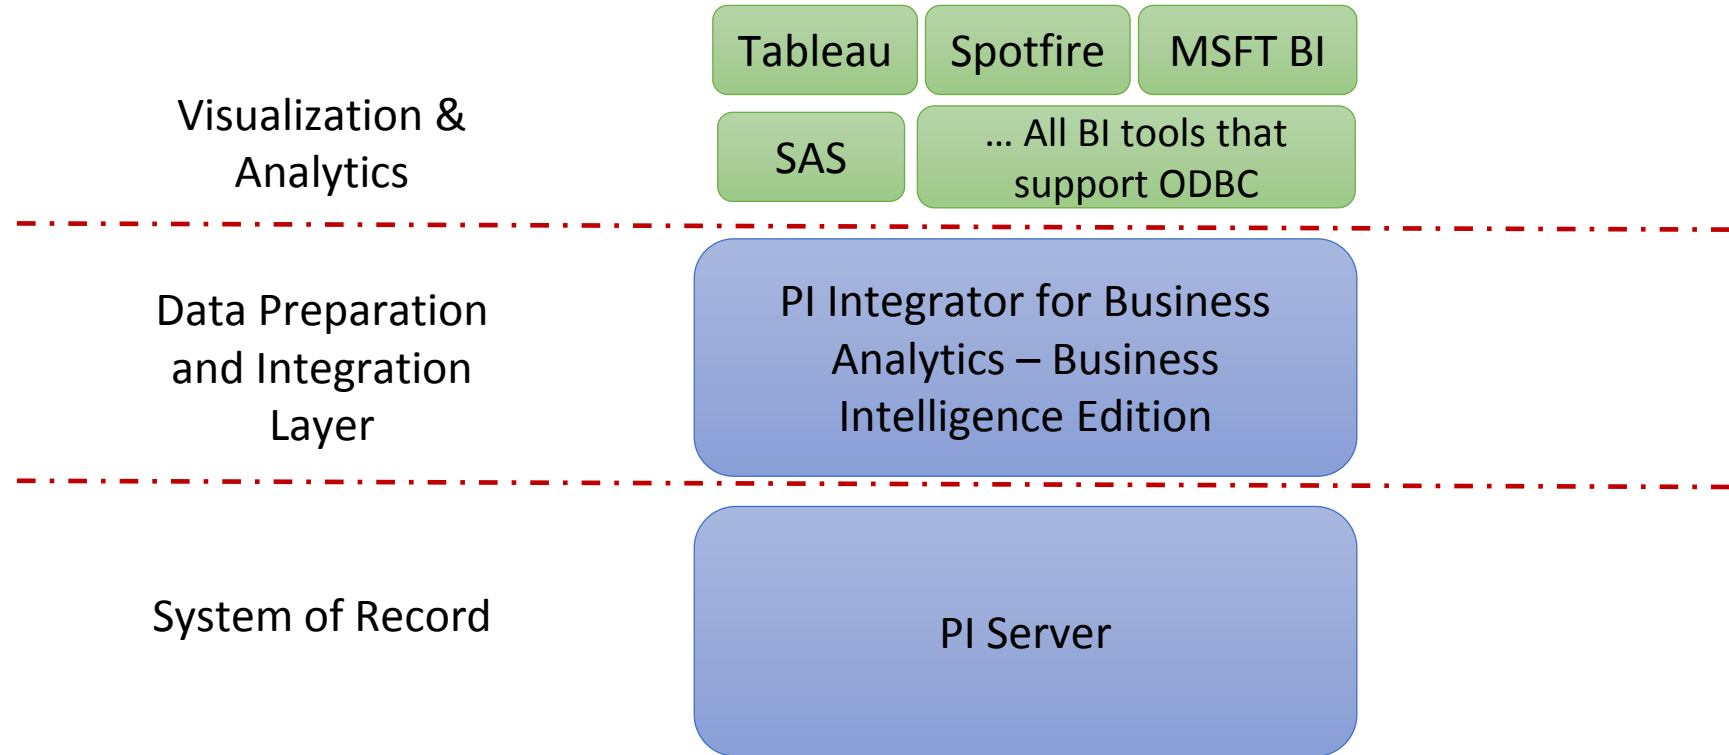 Tableau
Spotfire
MSFT BI
Visualization &
Analytics
SAS
... All BI tools that
support ODBC
Data Preparation
and Integration
Layer
PI Integrator for Business
Analytics – Business
Intelligence Edition
System of Record
PI Server